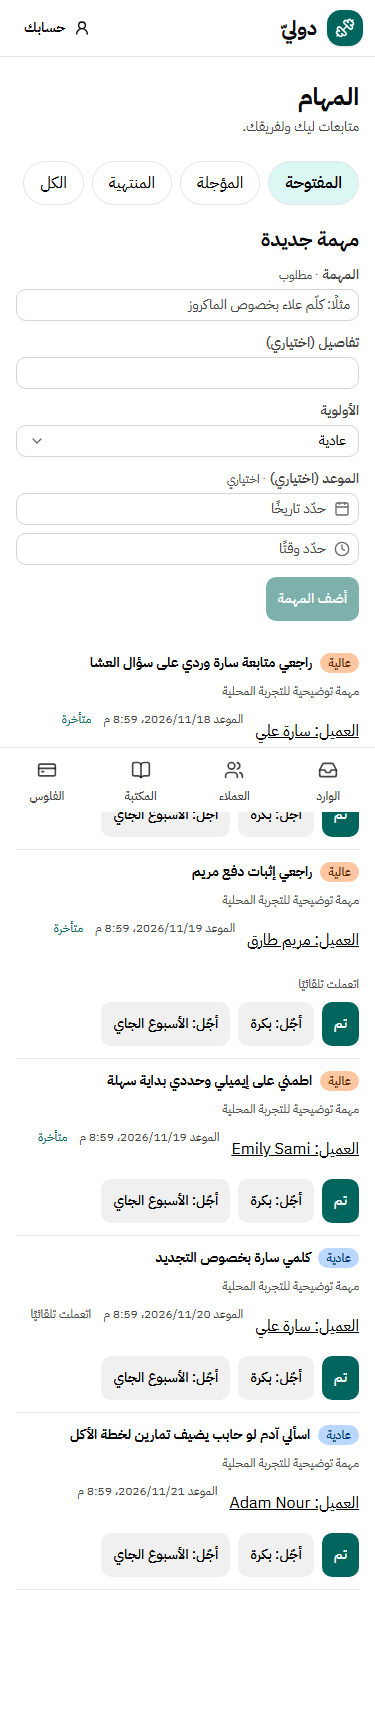 دوليّ
حسابك
المهام
متابعات ليك ولفريقك.
المفتوحة
المؤجلة
المنتهية
الكل
مهمة جديدة
المهمة · مطلوب
مثلًا: كلّم علاء بخصوص الماكروز
تفاصيل (اختياري)
الأولوية
عادية
الموعد (اختياري) · اختياري
حدّد تاريخًا
حدّد وقتًا
أضف المهمة
عالية راجعي متابعة سارة وردي على سؤال العشا
مهمة توضيحية للتجربة المحلية
العميل: سارة علي الموعد 2026/11/18، 8:59 م متأخرة
الوارد
العملاء
المكتبة
الفلوس
تم أجّل: بكرة أجّل: الأسبوع الجاي
عالية راجعي إثبات دفع مريم
مهمة توضيحية للتجربة المحلية
العميل: مريم طارق الموعد 2026/11/19، 8:59 م متأخرة
اتعملت تلقائيًا
تم أجّل: بكرة أجّل: الأسبوع الجاي
عالية اطمني على إيميلي وحددي بداية سهلة
مهمة توضيحية للتجربة المحلية
العميل: Emily Sami الموعد 2026/11/19، 8:59 م متأخرة
تم أجّل: بكرة أجّل: الأسبوع الجاي
عادية كلمي سارة بخصوص التجديد
مهمة توضيحية للتجربة المحلية
العميل: سارة علي الموعد 2026/11/20، 8:59 م اتعملت تلقائيًا
تم أجّل: بكرة أجّل: الأسبوع الجاي
عادية اسألي آدم لو حابب يضيف تمارين لخطة الأكل
مهمة توضيحية للتجربة المحلية
العميل: Adam Nour الموعد 2026/11/21، 8:59 م
تم أجّل: بكرة أجّل: الأسبوع الجاي